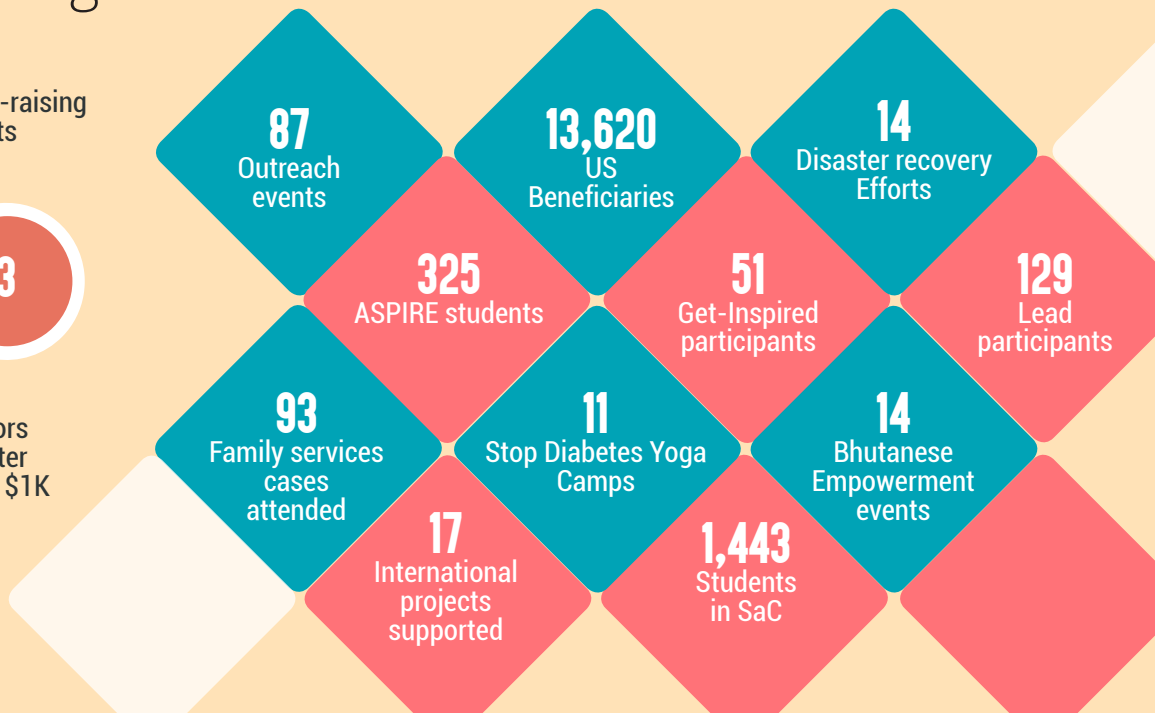 g
-raising
ts
3
ors
ter
$1K
87
Outreach
events
13,620
US
Beneficiaries
14
Disaster recovery
Efforts
325
ASPIRE students
51
Get-Inspired
participants
129
Lead
participants
93
Family services
cases
attended
11
Stop Diabetes Yoga
Camps
14
Bhutanese
Empowerment
events
17
International
projects
supported
1,443
Students
in SaC